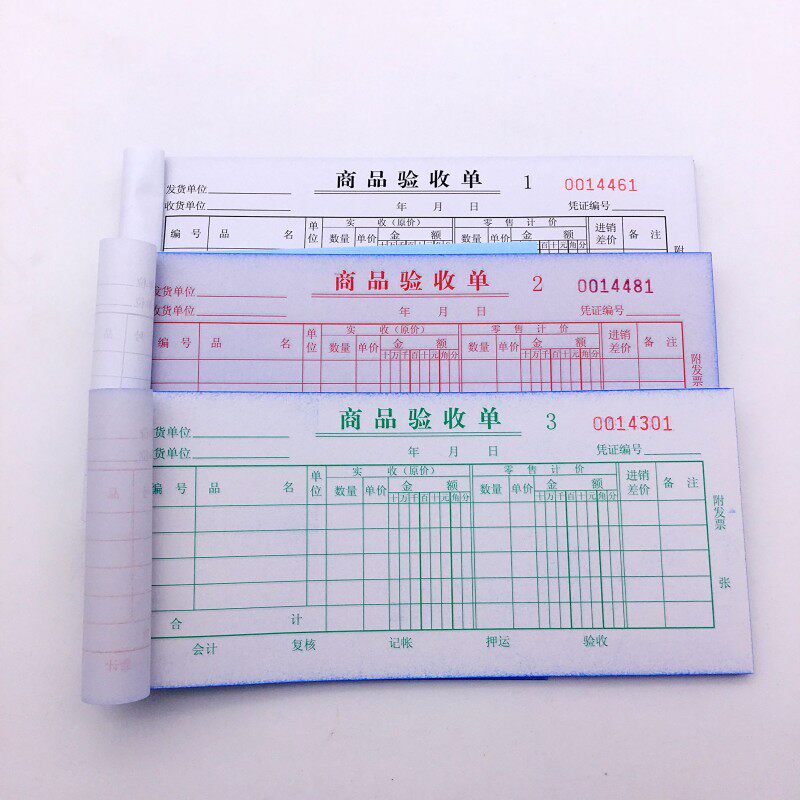 商品验收单 1 0014461
发货单位
收货单位 年 月 日 凭证编号
编号 品 名 单位 实收(原价) 零售计价 进销差价 备注
数量 单价 金额 数量 单价 金额
百十元角分
附
商品验收单 2 0014481
发货单位
收货单位 年 月 日 凭证编号
编号 品 名 单位 实收(原价) 零售计价 进销差价 备注
数量 单价 金额 数量 单价 金额
十万千百十元角分 十万千百十元角分
附发票
商品验收单 3 0014301
货单位
货单位 年 月 日 凭证编号
编号 品 名 单位 实收(原价) 零售计价 进销差价 备注
数量 单价 金额 数量 单价 金额
十万千百十元角分 十万千百十元角分
附发票 张
合 计
会计 复核 记帐 押运 验收